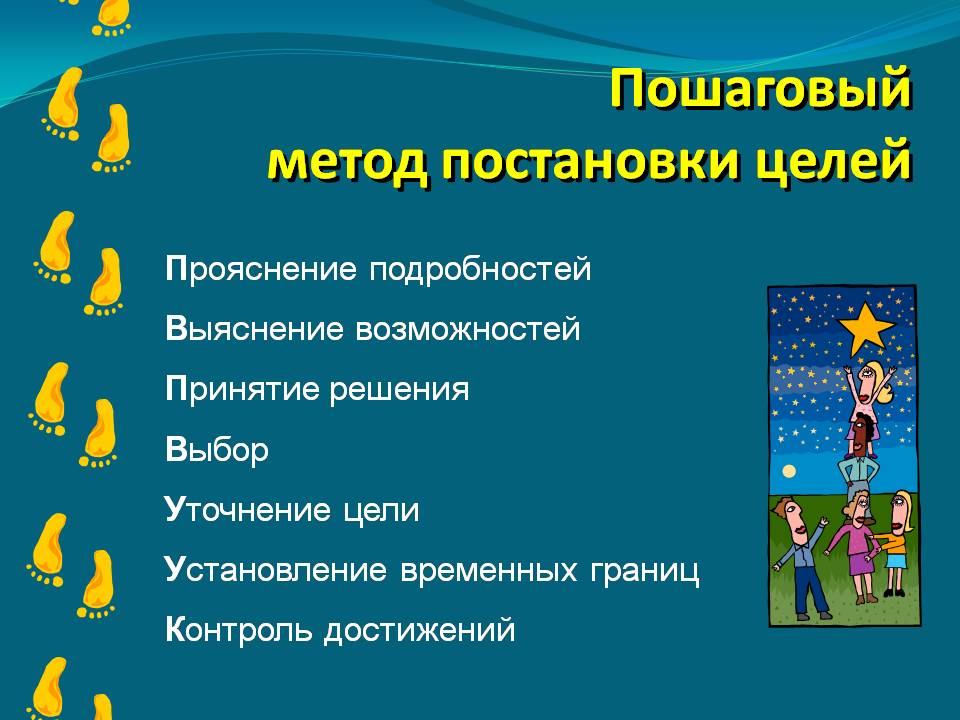 Пошаговый
метод постановки целей
Прояснение подробностей
Выяснение возможностей
Принятие решения
Выбор
Уточнение цели
Установление временных границ
Контроль достижений